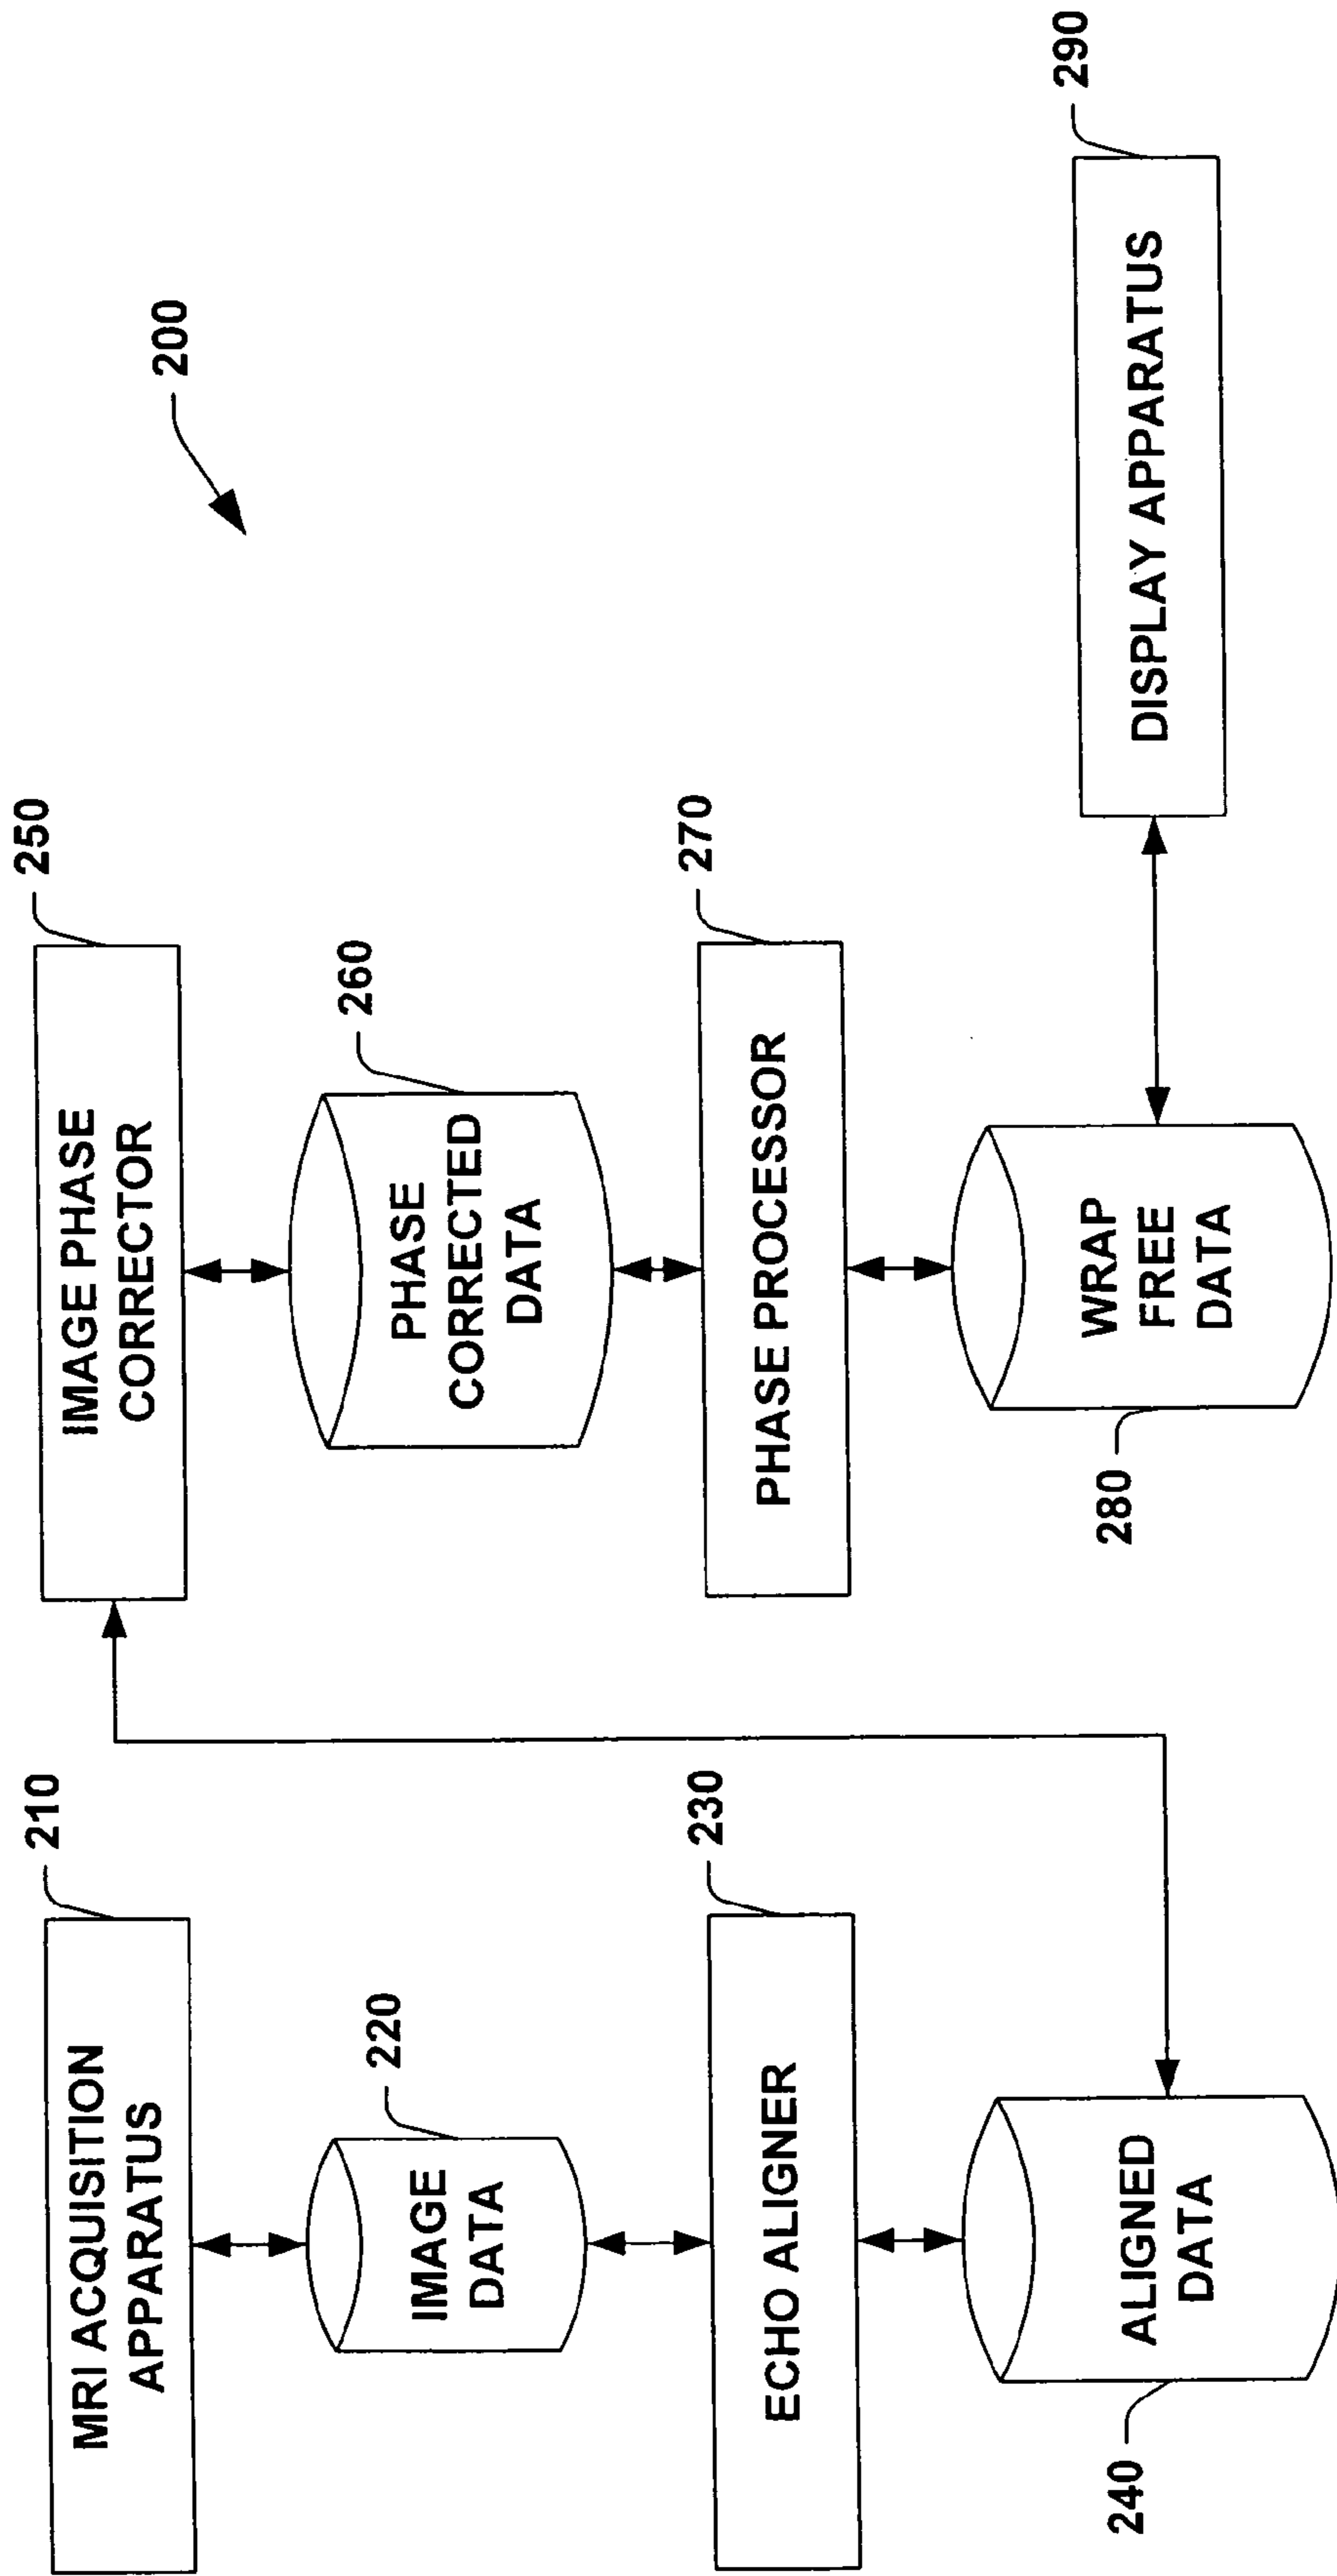 200
210
MRI ACQUISITION
APPARATUS
220
IMAGE
DATA
230
ECHO ALIGNER
240
ALIGNED
DATA
250
IMAGE PHASE
CORRECTOR
260
PHASE
CORRECTED
DATA
270
PHASE PROCESSOR
280
WRAP
FREE
DATA
290
DISPLAY APPARATUS